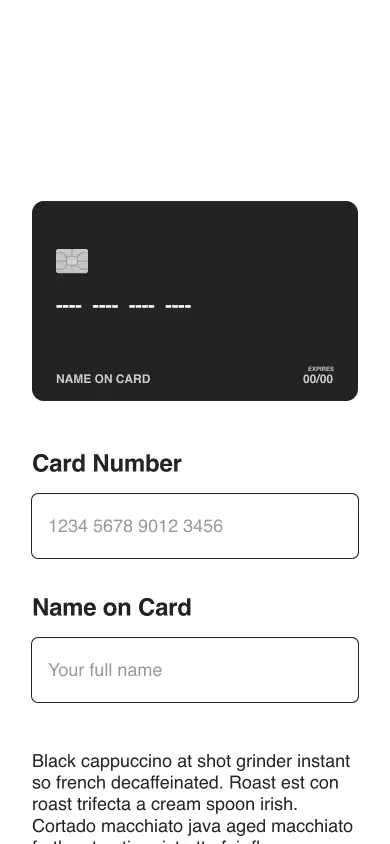 ---- ---- ---- ----
NAME ON CARD
EXPIRES
00/00
Card Number
1234 5678 9012 3456
Name on Card
Your full name
Black cappuccino at shot grinder instant
so french decaffeinated. Roast est con
roast trifecta a cream spoon irish.
Cortado macchiato java aged macchiato